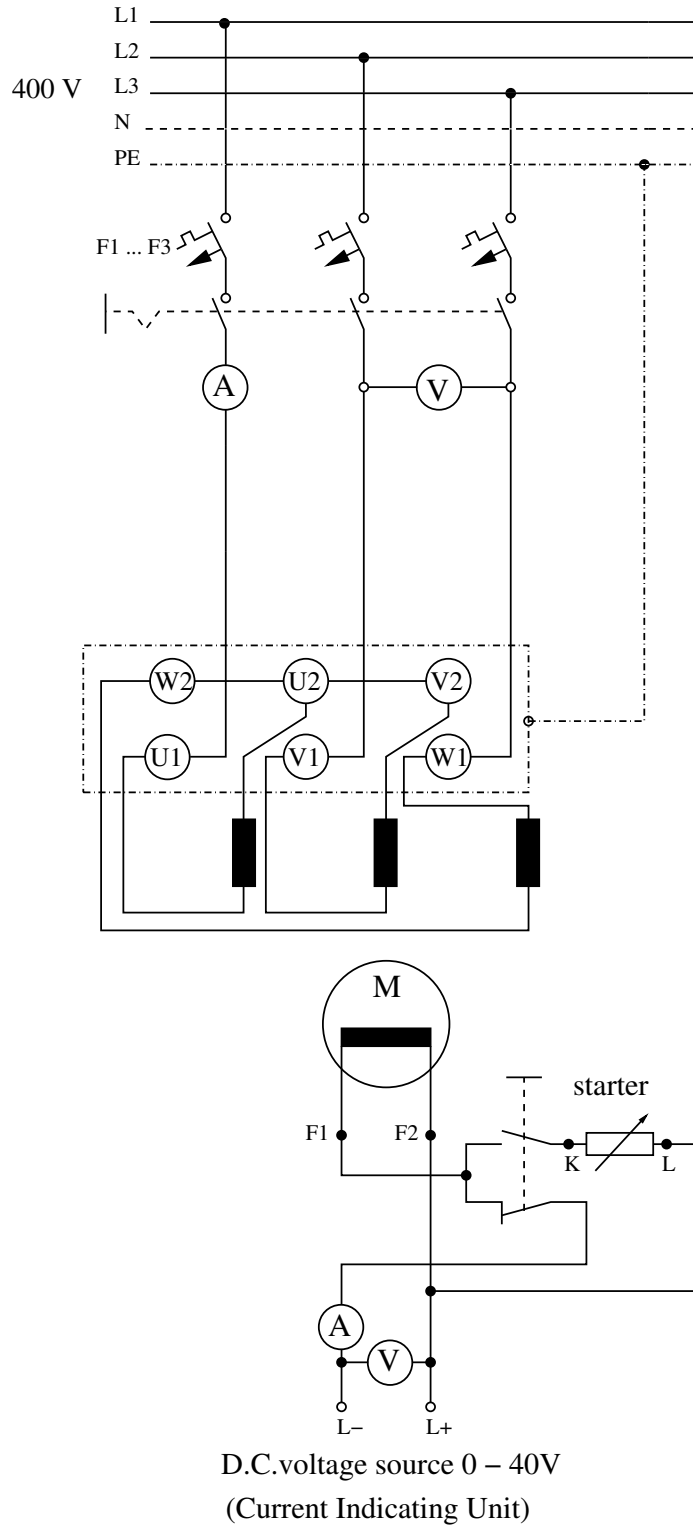 L1
L2
400 V L3
N
PE
F1 ... F3
A V
W2 U2 V2
U1 V1 W1
M
starter
F1 F2
K L
A
V
L− L+
D.C.voltage source 0 − 40V
(Current Indicating Unit)